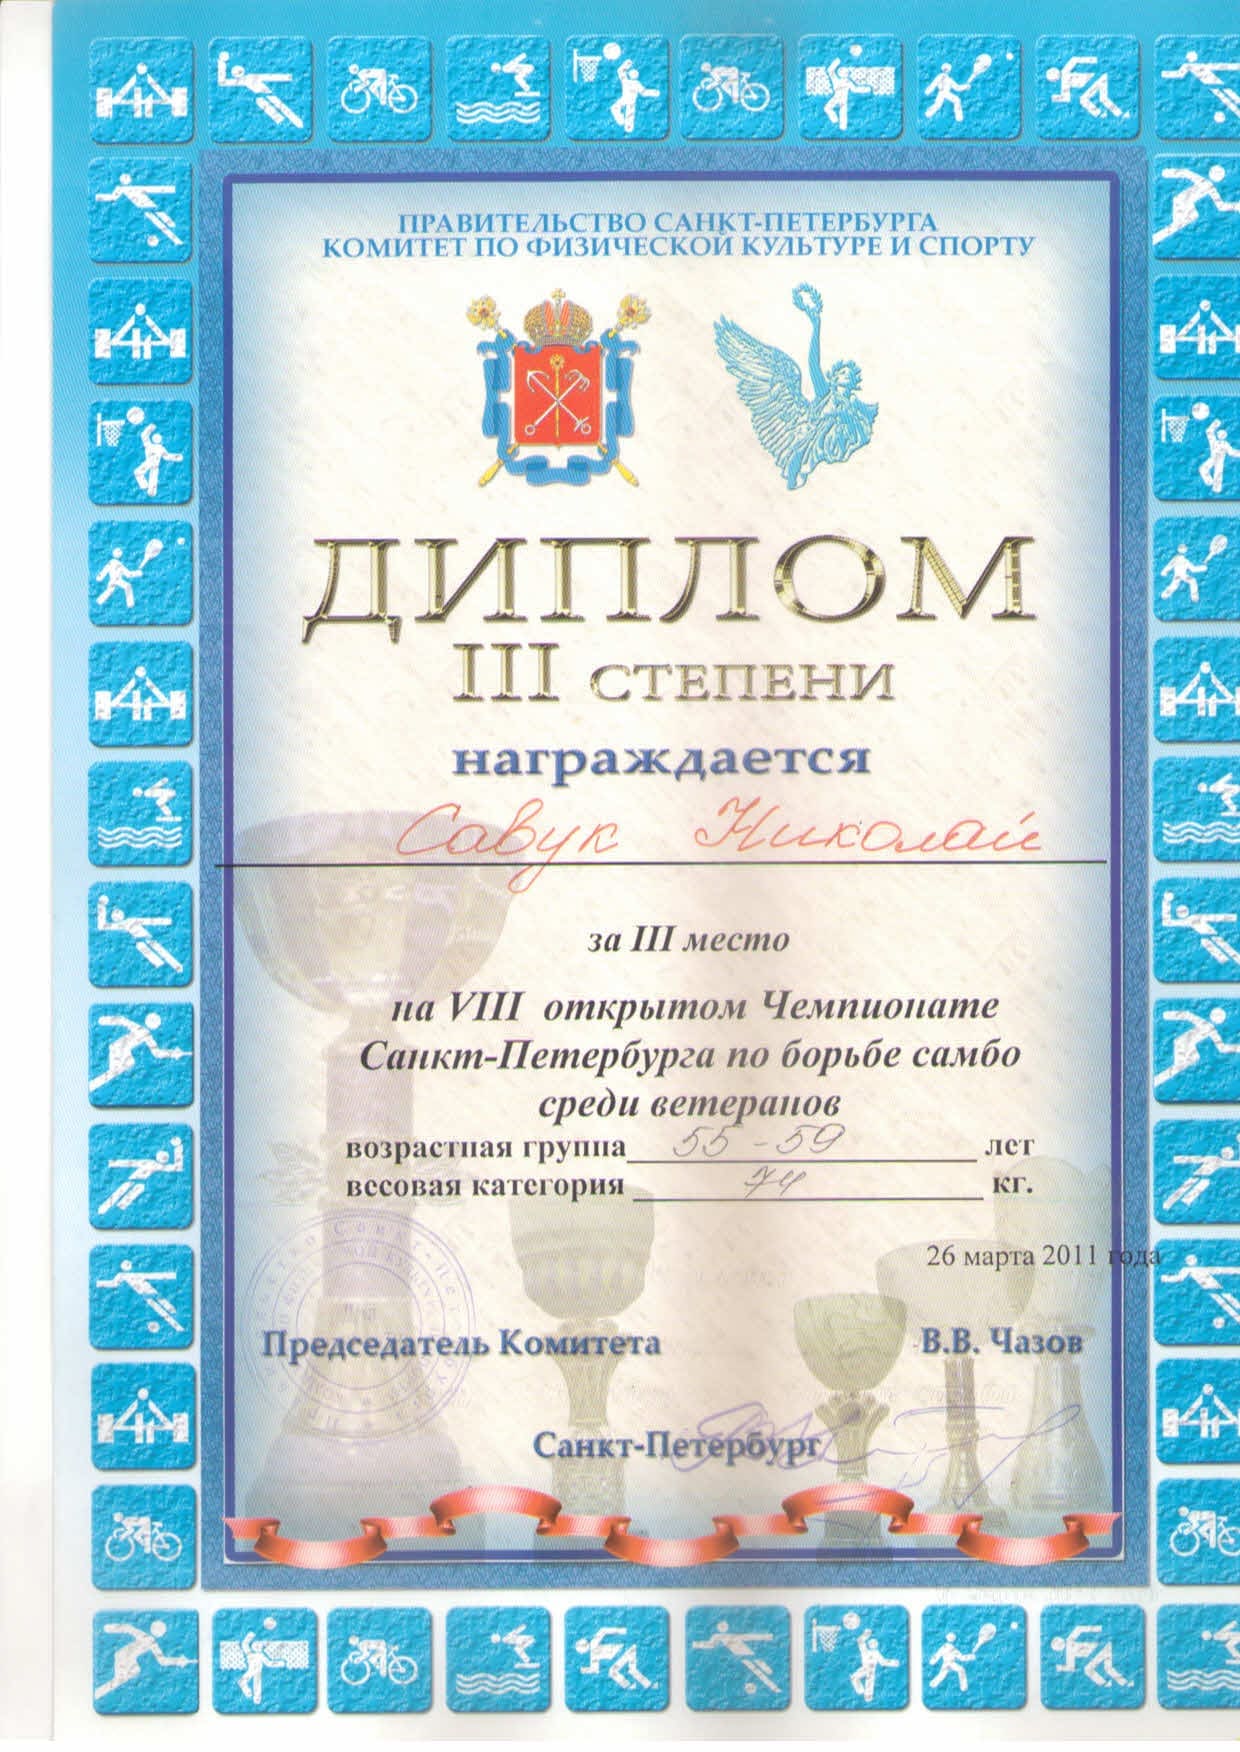 ПРАВИТЕЛЬСТВО САНКТ-ПЕТЕРБУРГА
КОМИТЕТ ПО ФИЗИЧЕСКОЙ КУЛЬТУРЕ И СПОРТУ
ДИПЛОМ
III СТЕПЕНИ
награждается
Савук Николай
за III место
на VIII открытом Чемпионате
Санкт-Петербурга по борьбе самбо
среди ветеранов
возрастная группа 55-59 лет
весовая категория 74 кг.
26 марта 2011 года
Председатель Комитета В.В. Чазов
Санкт-Петербург